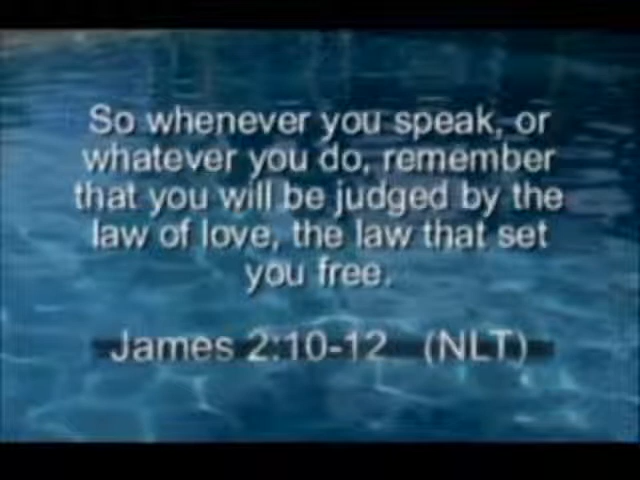 So whenever you speak, or
whatever you do, remember
that you will be judged by the
law of love, the law that set
you free.
James 2:10-12 (NLT)